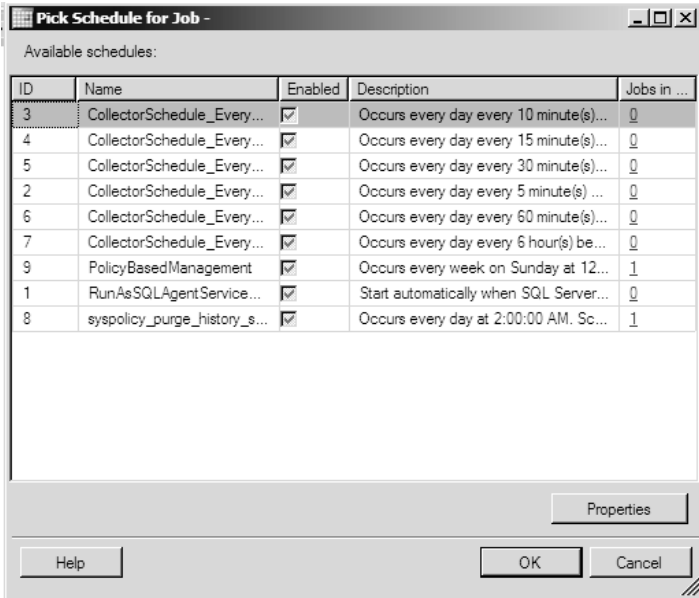 Pick Schedule for Job -
Available schedules:
ID Name Enabled Description Jobs in ...
3 CollectorSchedule_Every... Occurs every day every 10 minute(s)... 0
4 CollectorSchedule_Every... Occurs every day every 15 minute(s)... 0
5 CollectorSchedule_Every... Occurs every day every 30 minute(s)... 0
2 CollectorSchedule_Every... Occurs every day every 5 minute(s) ... 0
6 CollectorSchedule_Every... Occurs every day every 60 minute(s)... 0
7 CollectorSchedule_Every... Occurs every day every 6 hour(s) be... 0
9 PolicyBasedManagement Occurs every week on Sunday at 12... 1
1 RunAsSQLAgentService... Start automatically when SQL Server... 0
8 syspolicy_purge_history_s... Occurs every day at 2:00:00 AM. Sc... 1
Properties
Help OK Cancel